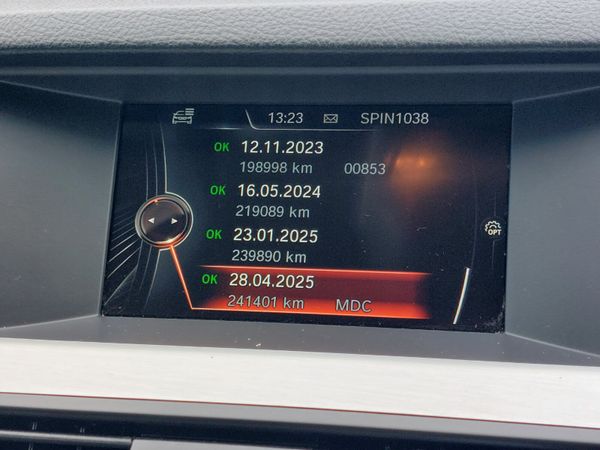 13:23 SPIN1038
OK 12.11.2023
198998 km 00853
OK 16.05.2024
219089 km
OK 23.01.2025
239890 km
OPT
OK 28.04.2025
241401 km MDC